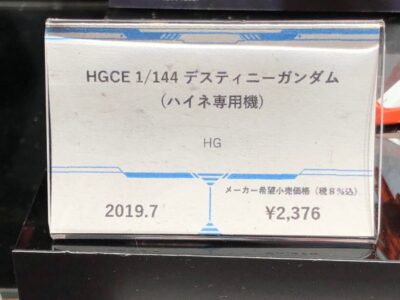 HGCE 1/144 デスティニーガンダム
（ハイネ専用機）
HG
メーカー希望小売価格（税8％込）
2019.7
¥2,376